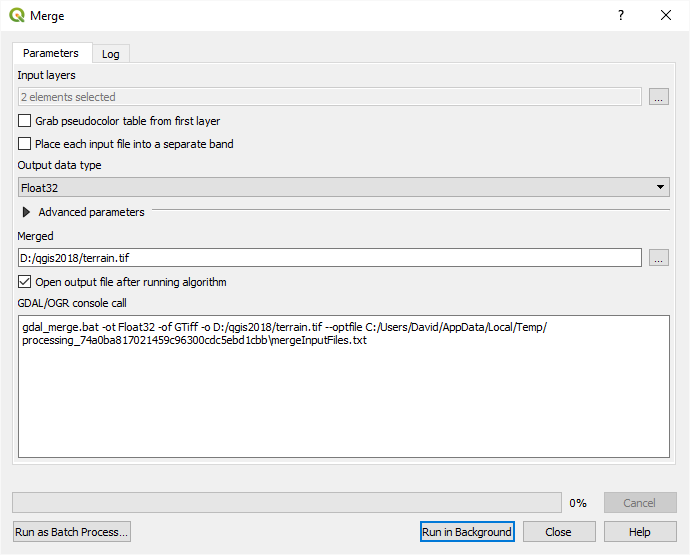 Merge
?
Parameters
Log
Input layers
2 elements selected
...
Grab pseudocolor table from first layer
Place each input file into a separate band
Output data type
Float32
Advanced parameters
Merged
D:/qgis2018/terrain.tif
...
Open output file after running algorithm
GDAL/OGR console call
gdal_merge.bat -ot Float32 -of GTiff -o D:/qgis2018/terrain.tif --optfile C:/Users/David/AppData/Local/Temp/
processing_74a0ba817021459c96300cdc5ebd1cbb\mergeInputFiles.txt
0%
Cancel
Run as Batch Process...
Run in Background
Close
Help